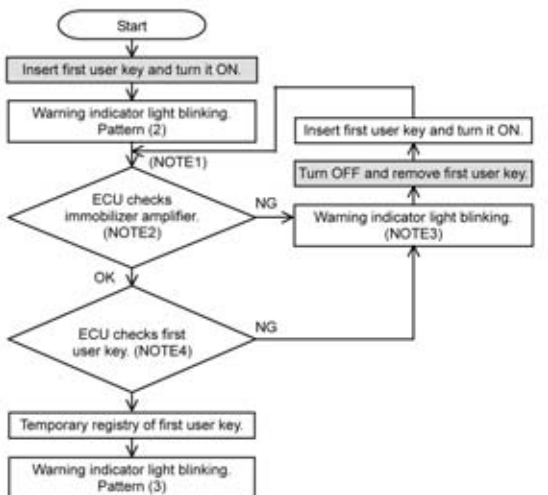 Start
Insert first user key and turn it ON.
Warning indicator light blinking.
Pattern (2)
Insert first user key and turn it ON.
(NOTE1)
Turn OFF and remove first user key.
ECU checks
immobilizer amplifier.
(NOTE2)
NG
Warning indicator light blinking.
(NOTE3)
OK
ECU checks first
user key. (NOTE4)
NG
Temporary registry of first user key.
Warning indicator light blinking.
Pattern (3)